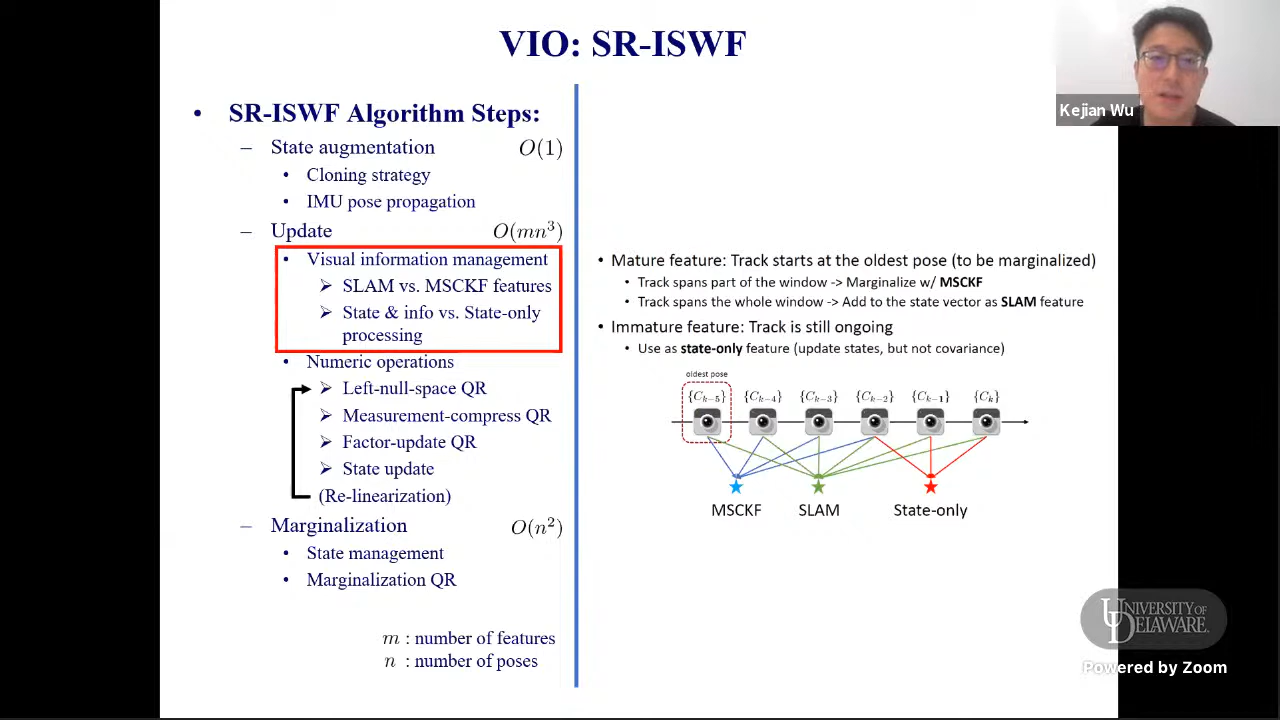 VIO: SR-ISWF
Kejian Wu
• SR-ISWF Algorithm Steps:
– State augmentation O(1)
• Cloning strategy
• IMU pose propagation
– Update O(mn³)
• Visual information management
➢ SLAM vs. MSCKF features
➢ State & info vs. State-only
processing
• Numeric operations
➢ Left-null-space QR
➢ Measurement-compress QR
➢ Factor-update QR
➢ State update
(Re-linearization)
– Marginalization O(n²)
• State management
• Marginalization QR
m : number of features
n : number of poses
• Mature feature: Track starts at the oldest pose (to be marginalized)
• Track spans part of the window -> Marginalize w/ MSCKF
• Track spans the whole window -> Add to the state vector as SLAM feature
• Immature feature: Track is still ongoing
• Use as state-only feature (update states, but not covariance)
oldest pose
{Cₖ₋₅} {Cₖ₋₄} {Cₖ₋₃} {Cₖ₋₂} {Cₖ₋₁} {Cₖ}
MSCKF SLAM State-only
UNIVERSITY OF
DELAWARE.
Powered by Zoom